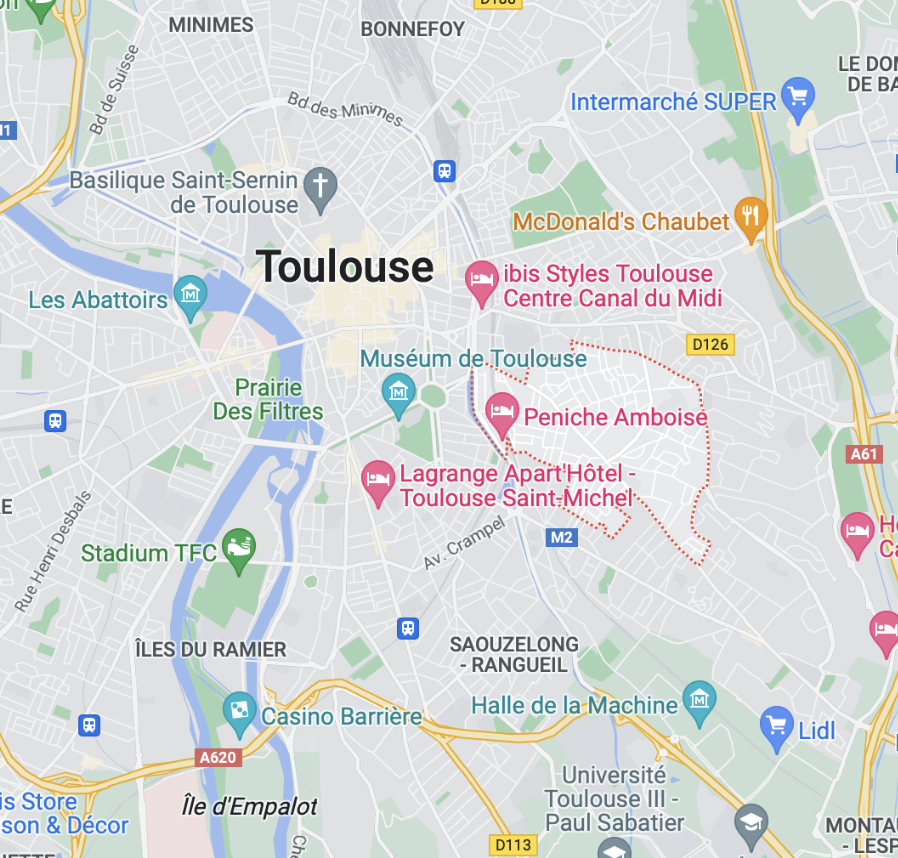 D188
MINIMES
BONNEFOY
Bd de Suisse
LE DOM
DE BA
Intermarché SUPER
Bd des Minimes
Basilique Saint-Sernin
de Toulouse
McDonald's Chaubet
Toulouse
ibis Styles Toulouse
Centre Canal du Midi
Les Abattoirs
D126
Muséum de Toulouse
Prairie
Des Filtres
Peniche Amboise
A61
Lagrange Apart'Hôtel -
Toulouse Saint-Michel
E
Rue Henri Desbals
H
Ca
M2
Av. Crampel
Stadium TFC
ÎLES DU RAMIER
SAOUZELONG
- RANGUEIL
Halle de la Machine
Casino Barrière
Lidl
A620
Université
Toulouse III -
Paul Sabatier
Île d'Empalot
is Store
son & Décor
MONTAU
- LESP
D113
Ch